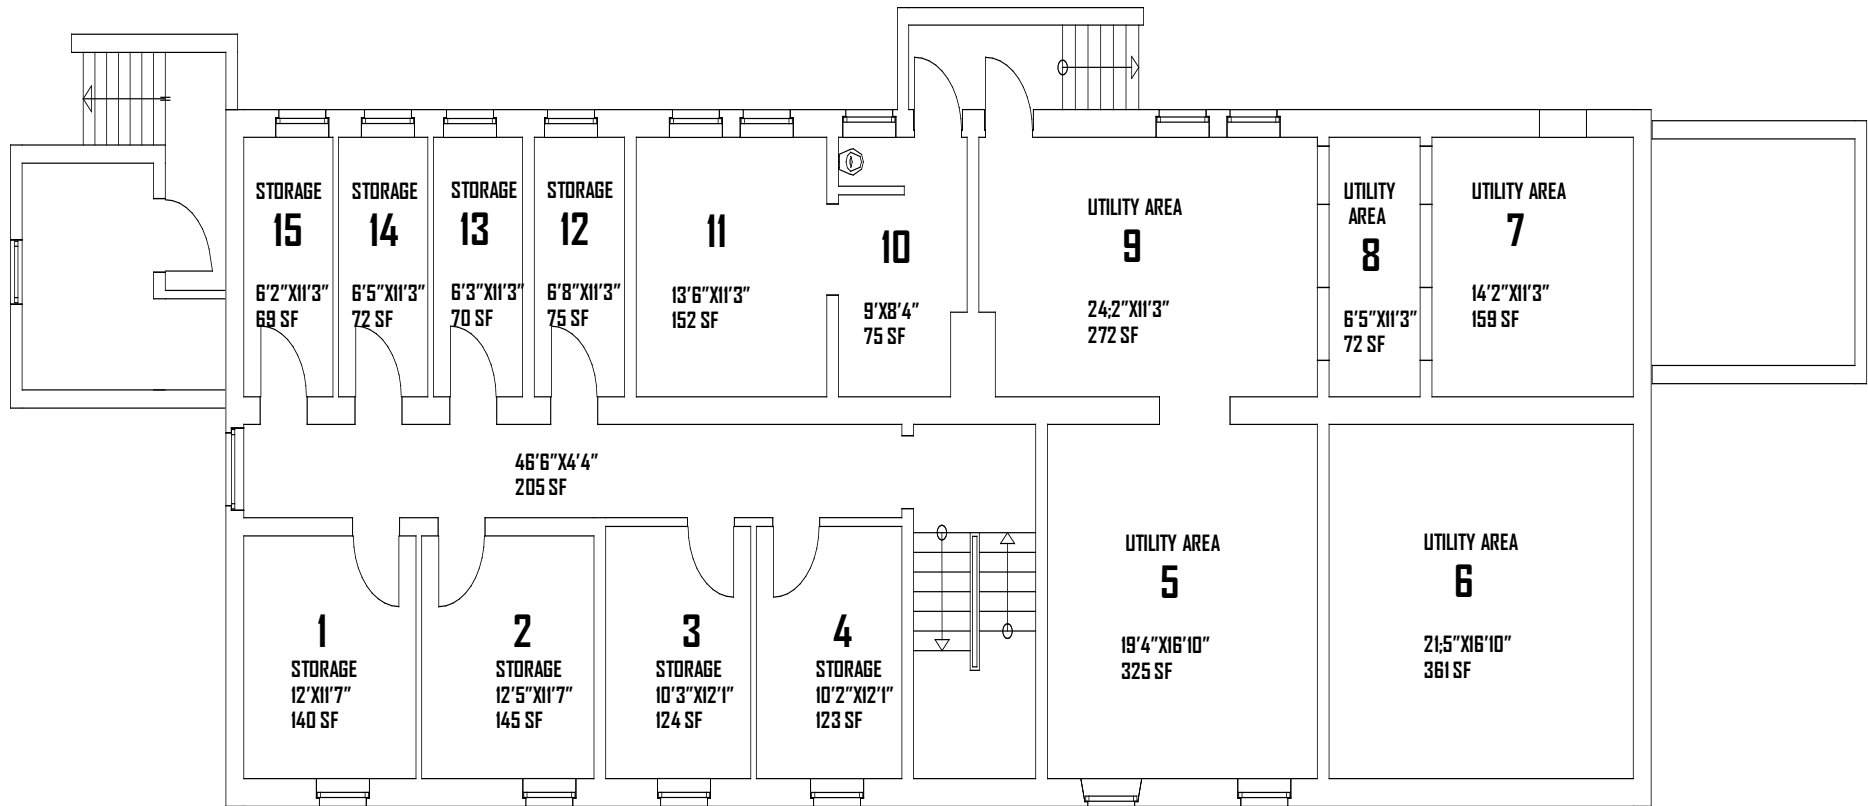 STORAGE
15
6'2"X11'3"
69 SF
STORAGE
14
6'5"X11'3"
72 SF
STORAGE
13
6'3"X11'3"
70 SF
STORAGE
12
6'8"X11'3"
75 SF
11
13'6"X11'3"
152 SF
10
9'X8'4"
75 SF
UTILITY AREA
9
24;2"X11'3"
272 SF
UTILITY
AREA
8
6'5"X11'3"
72 SF
UTILITY AREA
7
14'2"X11'3"
159 SF
46'6"X4'4"
205 SF
1
STORAGE
12'X11'7"
140 SF
2
STORAGE
12'5"X11'7"
145 SF
3
STORAGE
10'3"X12'1"
124 SF
4
STORAGE
10'2"X12'1"
123 SF
UTILITY AREA
5
19'4"X16'10"
325 SF
UTILITY AREA
6
21;5"X16'10"
361 SF